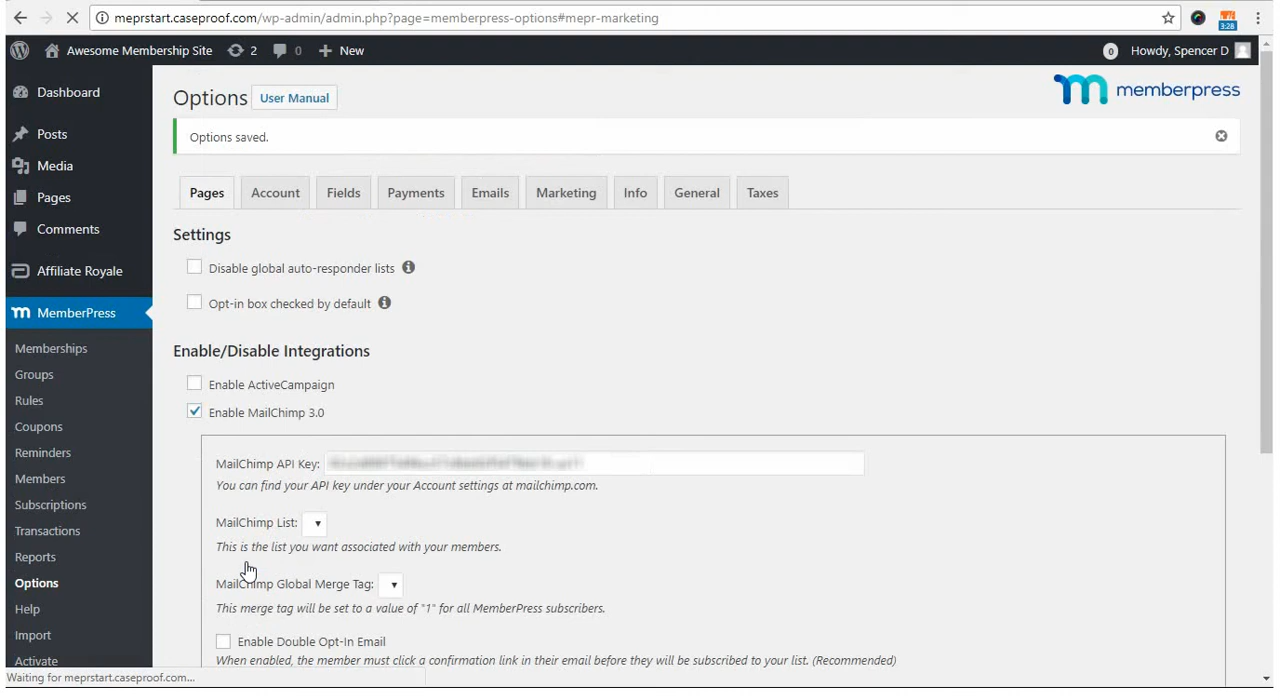 meprstart.caseproof.com/wp-admin/admin.php?page=memberpress-options#mepr-marketing
3:28
Awesome Membership Site 2 0 New 0 Howdy, Spencer D
Dashboard
Posts
Media
Pages
Comments
Affiliate Royale
MemberPress
Memberships
Groups
Rules
Coupons
Reminders
Members
Subscriptions
Transactions
Reports
Options
Help
Import
Activate
Options User Manual
memberpress
Options saved.
Pages Account Fields Payments Emails Marketing Info General Taxes
Settings
Disable global auto-responder lists
Opt-in box checked by default
Enable/Disable Integrations
Enable ActiveCampaign
Enable MailChimp 3.0
MailChimp API Key:
You can find your API key under your Account settings at mailchimp.com.
MailChimp List:
This is the list you want associated with your members.
MailChimp Global Merge Tag:
This merge tag will be set to a value of "1" for all MemberPress subscribers.
Enable Double Opt-In Email
When enabled, the member must click a confirmation link in their email before they will be subscribed to your list. (Recommended)
Waiting for meprstart.caseproof.com...